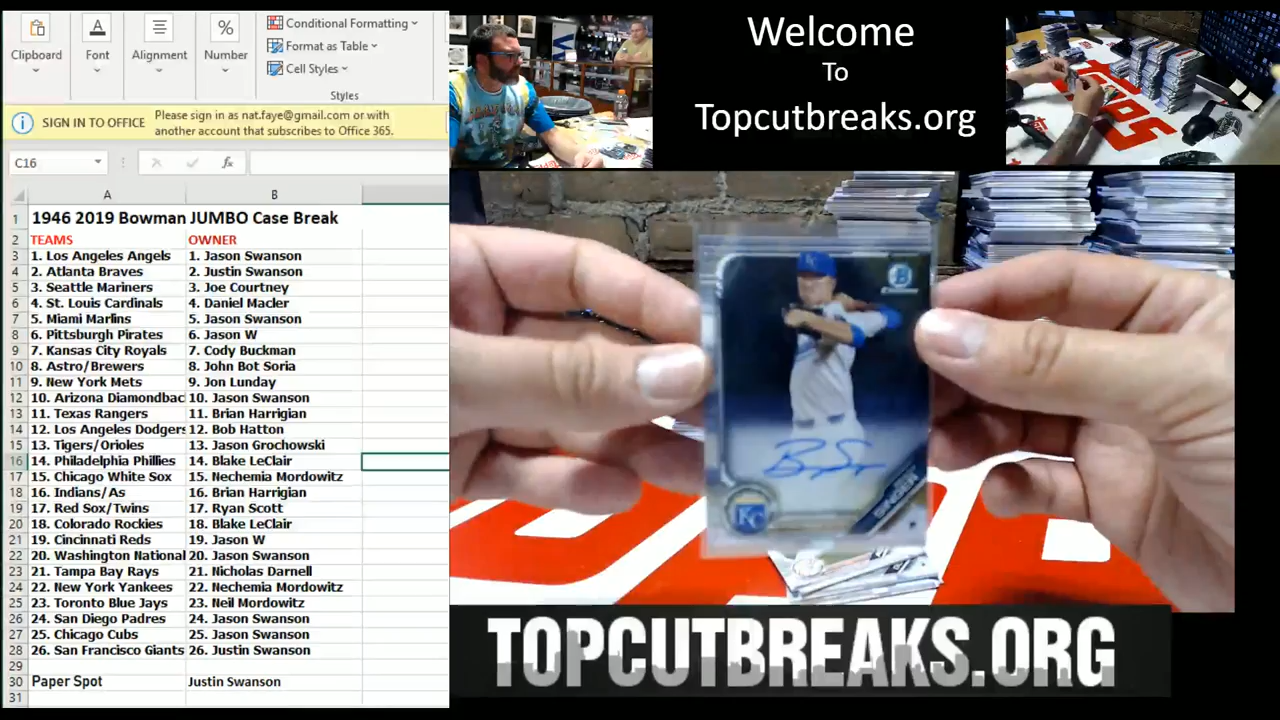 Clipboard
Font
Alignment
%
Number
Conditional Formatting
Format as Table
Cell Styles
Styles
SIGN IN TO OFFICE
Please sign in as nat.faye@gmail.com or with
another account that subscribes to Office 365.
C16
fx
A B
1 1946 2019 Bowman JUMBO Case Break
2 TEAMS OWNER
3 1. Los Angeles Angels 1. Jason Swanson
4 2. Atlanta Braves 2. Justin Swanson
5 3. Seattle Mariners 3. Joe Courtney
6 4. St. Louis Cardinals 4. Daniel Macler
7 5. Miami Marlins 5. Jason Swanson
8 6. Pittsburgh Pirates 6. Jason W
9 7. Kansas City Royals 7. Cody Buckman
10 8. Astro/Brewers 8. John Bot Soria
11 9. New York Mets 9. Jon Lunday
12 10. Arizona Diamondbac 10. Jason Swanson
13 11. Texas Rangers 11. Brian Harrigian
14 12. Los Angeles Dodgers 12. Bob Hatton
15 13. Tigers/Orioles 13. Jason Grochowski
16 14. Philadelphia Phillies 14. Blake LeClair
17 15. Chicago White Sox 15. Nechemia Mordowitz
18 16. Indians/As 16. Brian Harrigian
19 17. Red Sox/Twins 17. Ryan Scott
20 18. Colorado Rockies 18. Blake LeClair
21 19. Cincinnati Reds 19. Jason W
22 20. Washington National 20. Jason Swanson
23 21. Tampa Bay Rays 21. Nicholas Darnell
24 22. New York Yankees 22. Nechemia Mordowitz
25 23. Toronto Blue Jays 23. Neil Mordowitz
26 24. San Diego Padres 24. Jason Swanson
27 25. Chicago Cubs 25. Jason Swanson
28 26. San Francisco Giants 26. Justin Swanson
29
30 Paper Spot Justin Swanson
31
Welcome
To
Topcutbreaks.org
KC
SINGER
KC
TOPCUTBREAKS.ORG